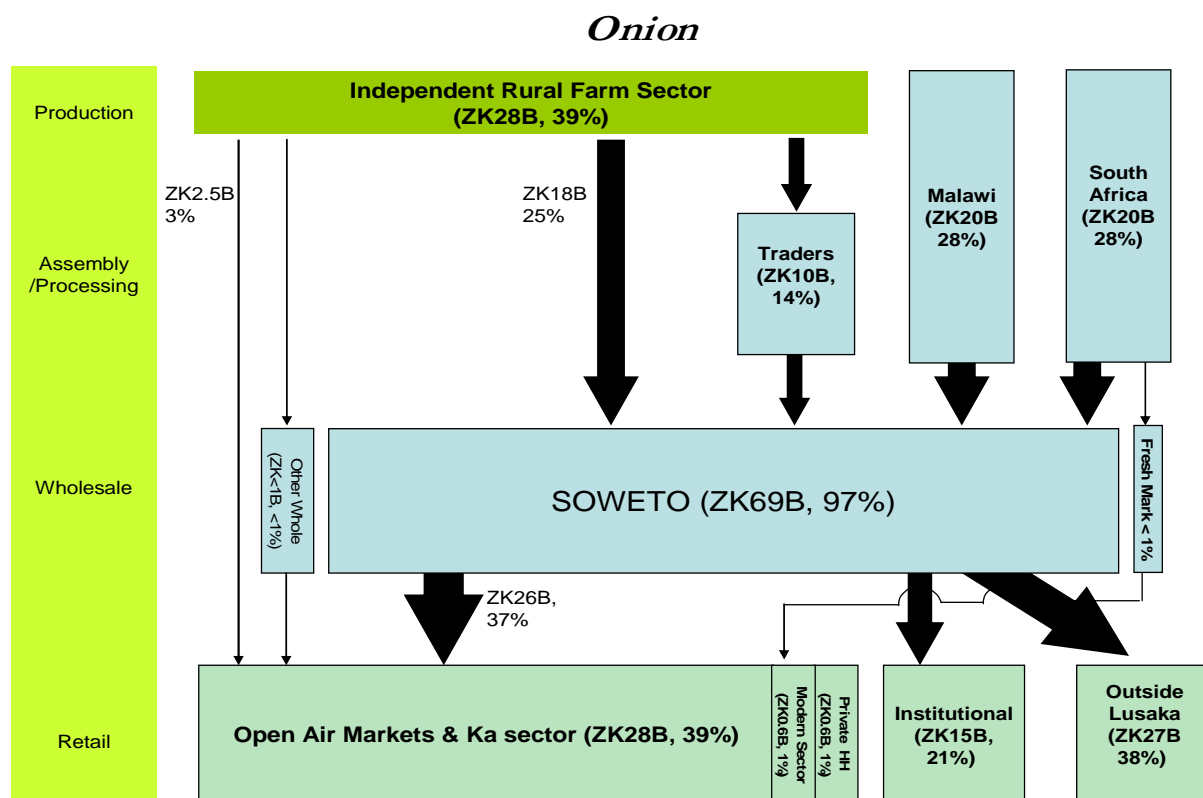 Onion
Production
Independent Rural Farm Sector
(ZK28B, 39%)
ZK2.5B
3%
ZK18B
25%
Malawi
(ZK20B
28%)
South
Africa
(ZK20B
28%)
Assembly
/Processing
Traders
(ZK10B,
14%)
Wholesale
Other Whole
(ZK<1B, <1%)
SOWETO (ZK69B, 97%)
Fresh Mark < 1%
ZK26B,
37%
Retail
Open Air Markets & Ka sector (ZK28B, 39%)
Modern Sector
(ZK0.6B, 1%)
Private HH
(ZK0.6B, 1%)
Institutional
(ZK15B,
21%)
Outside
Lusaka
(ZK27B
38%)